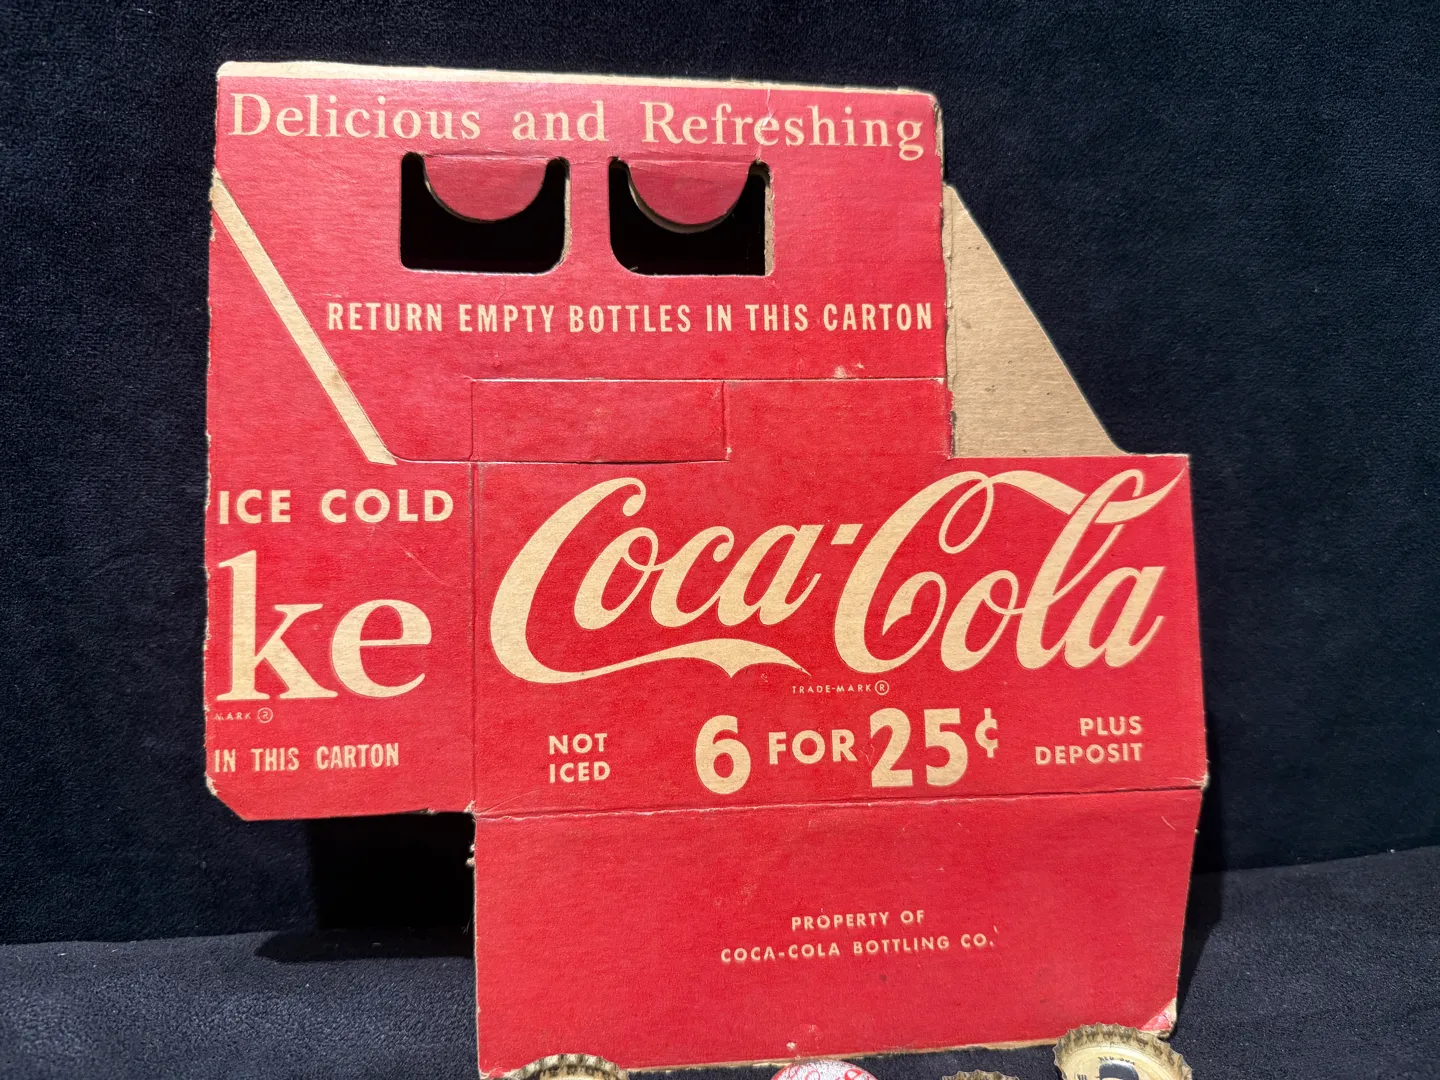 Delicious and Refreshing
RETURN EMPTY BOTTLES IN THIS CARTON
ICE COLD
ke
MARK ®
IN THIS CARTON
Coca-Cola
TRADE-MARK ®
NOT
ICED
6 FOR 25¢
PLUS
DEPOSIT
PROPERTY OF
COCA-COLA BOTTLING CO.